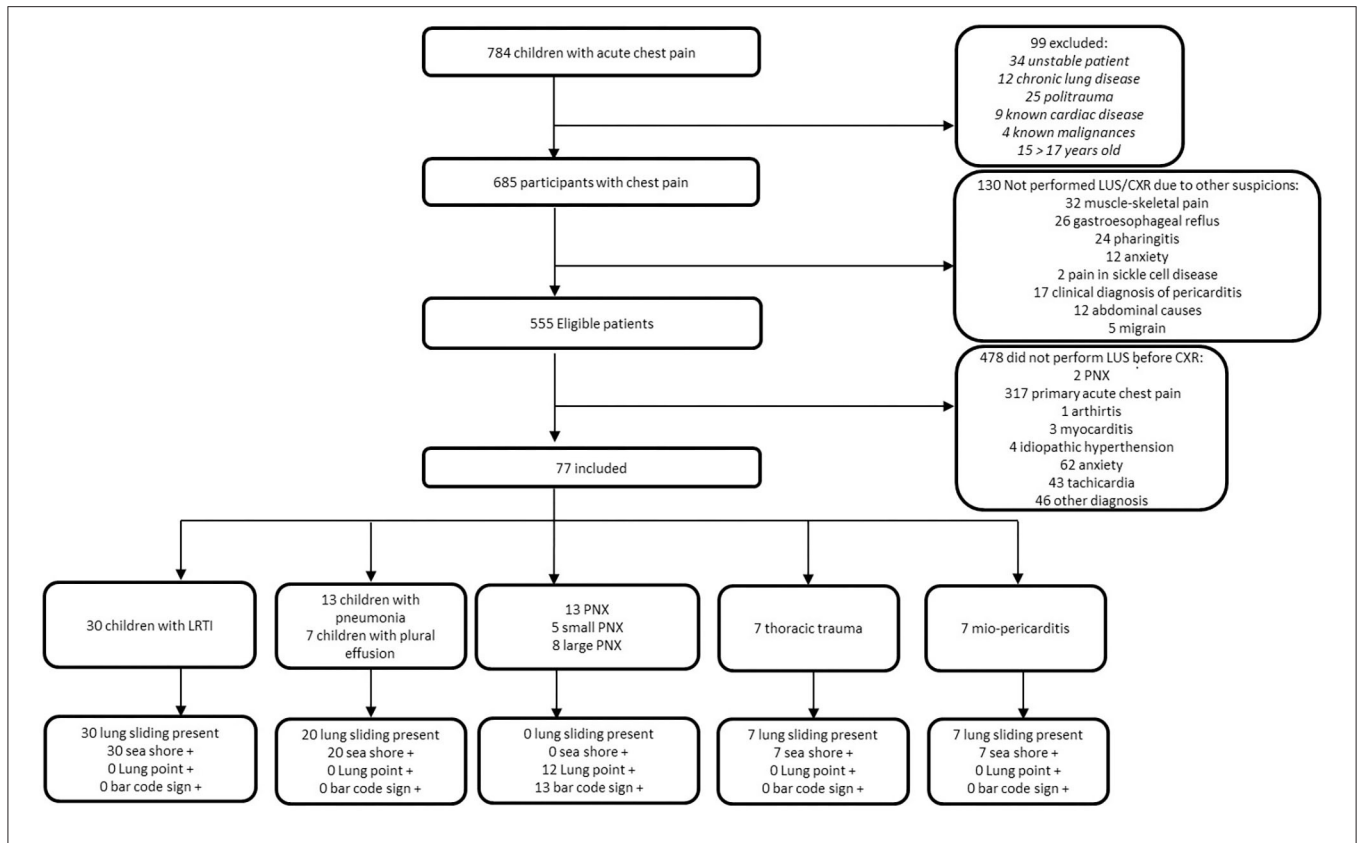 784 children with acute chest pain
99 excluded:
34 unstable patient
12 chronic lung disease
25 politrauma
9 known cardiac disease
4 known malignances
15 > 17 years old
685 participants with chest pain
130 Not performed LUS/CXR due to other suspicions:
32 muscle-skeletal pain
26 gastroesophageal reflus
24 pharingitis
12 anxiety
2 pain in sickle cell disease
17 clinical diagnosis of pericarditis
12 abdominal causes
5 migrain
555 Eligible patients
478 did not perform LUS before CXR:
2 PNX
317 primary acute chest pain
1 arthirtis
3 myocarditis
4 idiopathic hyperthension
62 anxiety
43 tachicardia
46 other diagnosis
77 included
30 children with LRTI
13 children with
pneumonia
7 children with plural
effusion
13 PNX
5 small PNX
8 large PNX
7 thoracic trauma
7 mio-pericarditis
30 lung sliding present
30 sea shore +
0 Lung point +
0 bar code sign +
20 lung sliding present
20 sea shore +
0 Lung point +
0 bar code sign +
0 lung sliding present
0 sea shore +
12 Lung point +
13 bar code sign +
7 lung sliding present
7 sea shore +
0 Lung point +
0 bar code sign +
7 lung sliding present
7 sea shore +
0 Lung point +
0 bar code sign +